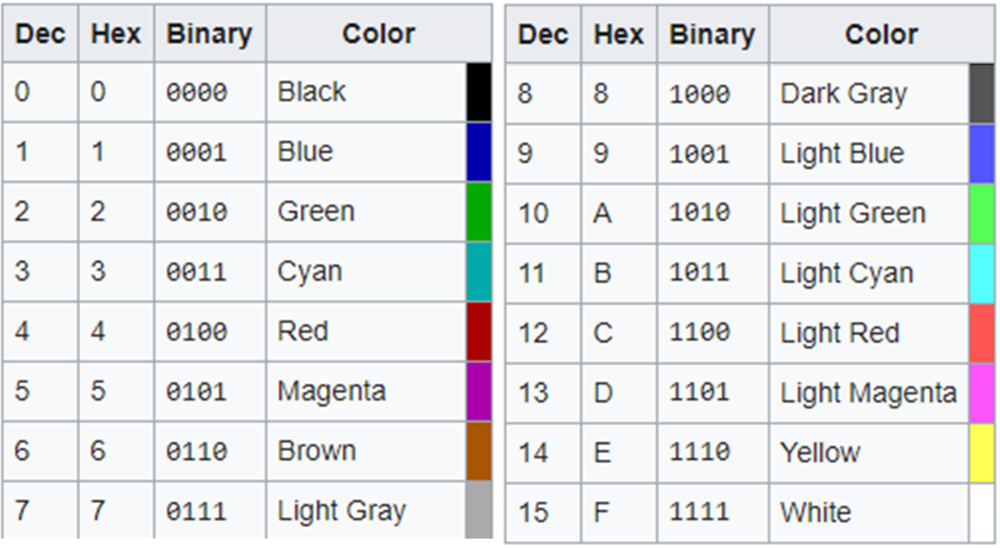 Dec Hex Binary Color
0 0 0000 Black
1 1 0001 Blue
2 2 0010 Green
3 3 0011 Cyan
4 4 0100 Red
5 5 0101 Magenta
6 6 0110 Brown
7 7 0111 Light Gray
Dec Hex Binary Color
8 8 1000 Dark Gray
9 9 1001 Light Blue
10 A 1010 Light Green
11 B 1011 Light Cyan
12 C 1100 Light Red
13 D 1101 Light Magenta
14 E 1110 Yellow
15 F 1111 White